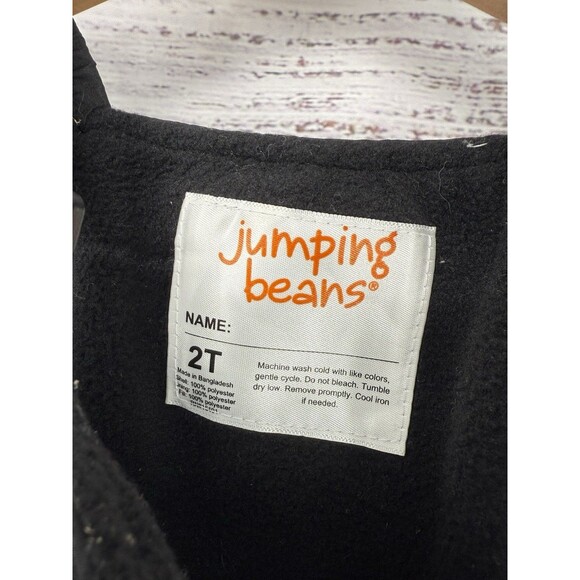 jumping
beans®
NAME:
2T
Made in Bangladesh
Shell: 100% polyester
100% polyester
Fill: 100% polyester
Machine wash cold with like colors,
gentle cycle. Do not bleach. Tumble
dry low. Remove promptly. Cool iron
if needed.